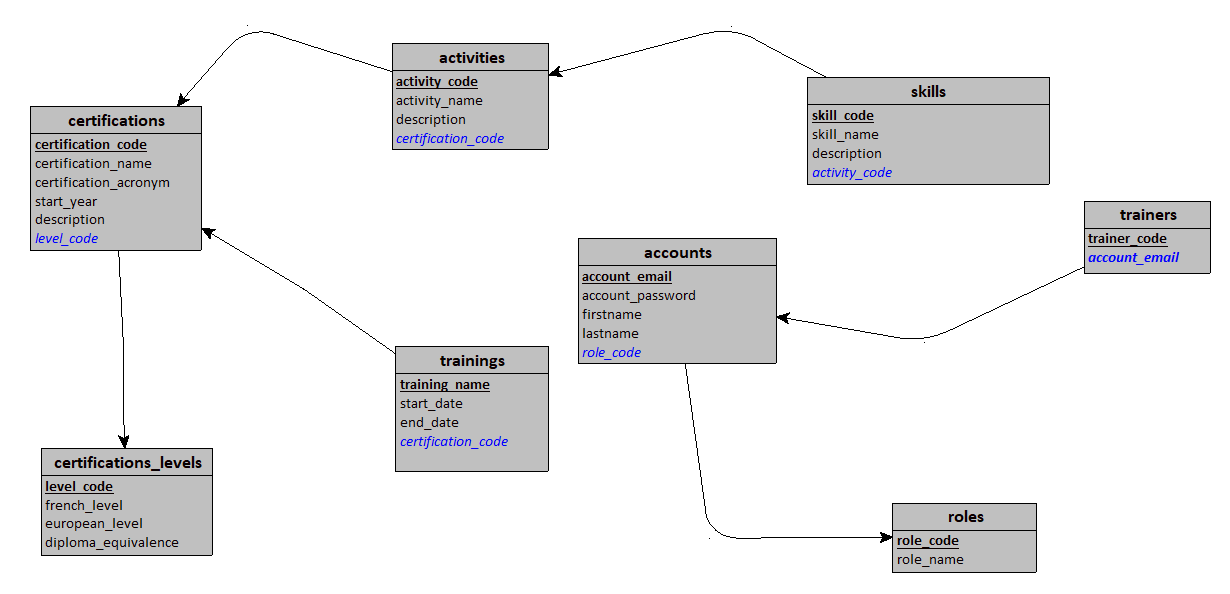 activities
activity_code
activity_name
description
certification_code
skills
skill_code
skill_name
description
activity_code
certifications
certification_code
certification_name
certification_acronym
start_year
description
level_code
trainers
trainer_code
account_email
accounts
account_email
account_password
firstname
lastname
role_code
trainings
training_name
start_date
end_date
certification_code
certifications_levels
level_code
french_level
european_level
diploma_equivalence
roles
role_code
role_name